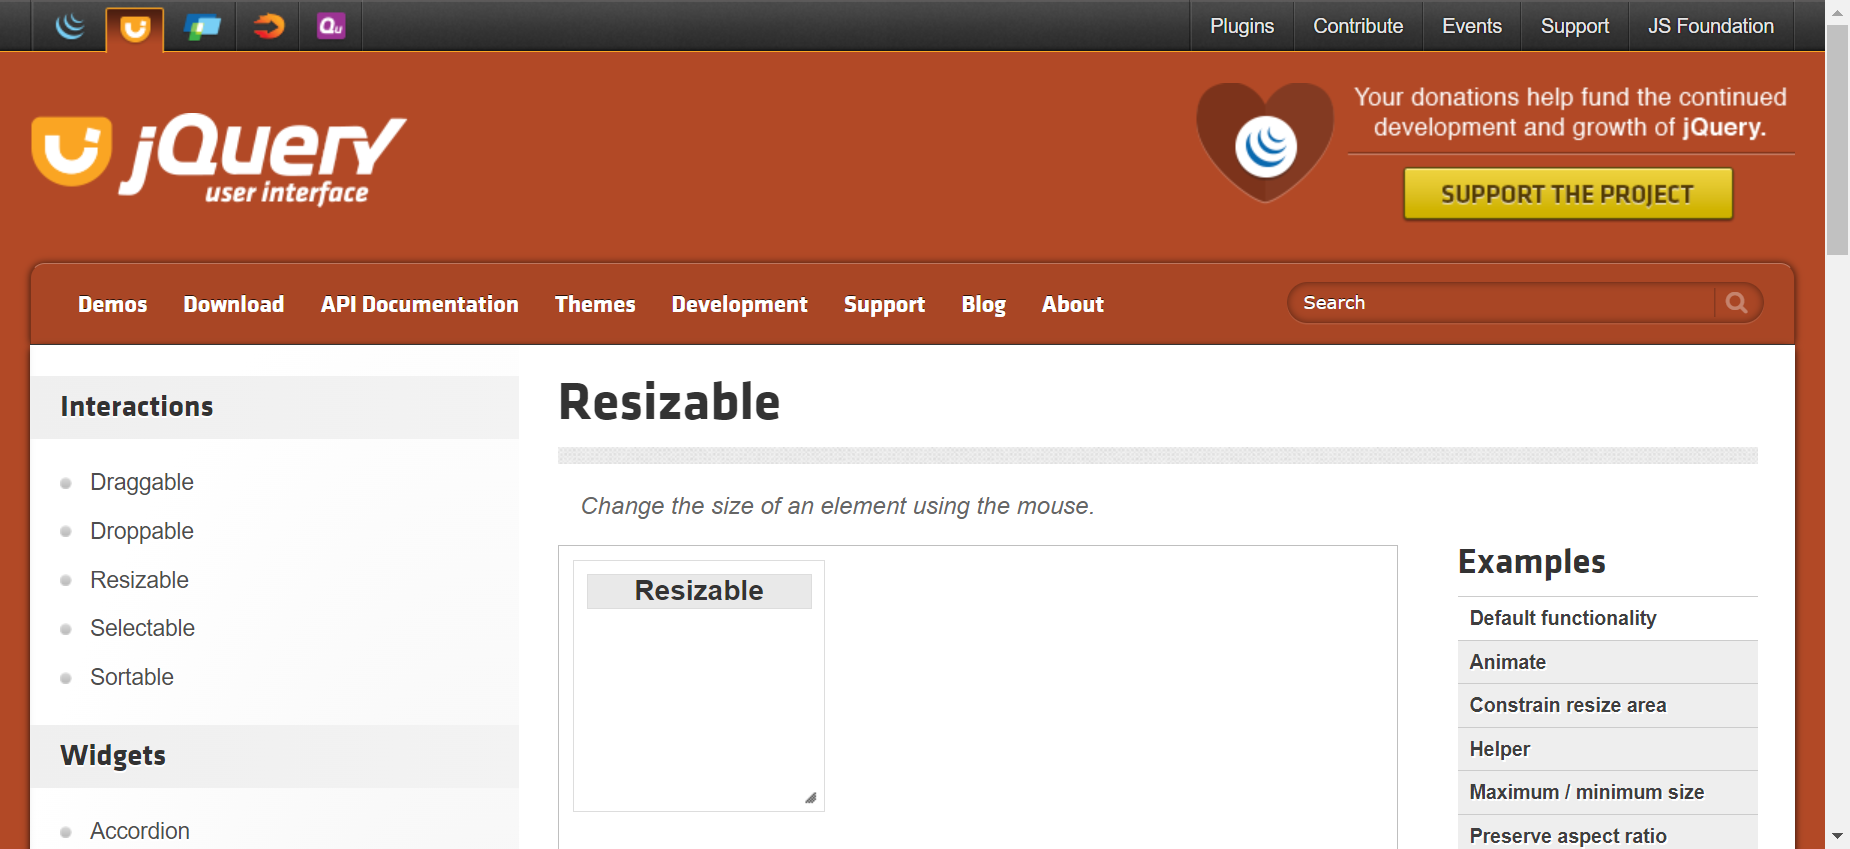 Qu
Plugins
Contribute
Events
Support
JS Foundation
jQuery
user interface
Your donations help fund the continued
development and growth of jQuery.
SUPPORT THE PROJECT
Demos
Download
API Documentation
Themes
Development
Support
Blog
About
Search
Interactions
Draggable
Droppable
Resizable
Selectable
Sortable
Widgets
Accordion
Resizable
Change the size of an element using the mouse.
Resizable
Examples
Default functionality
Animate
Constrain resize area
Helper
Maximum / minimum size
Preserve aspect ratio